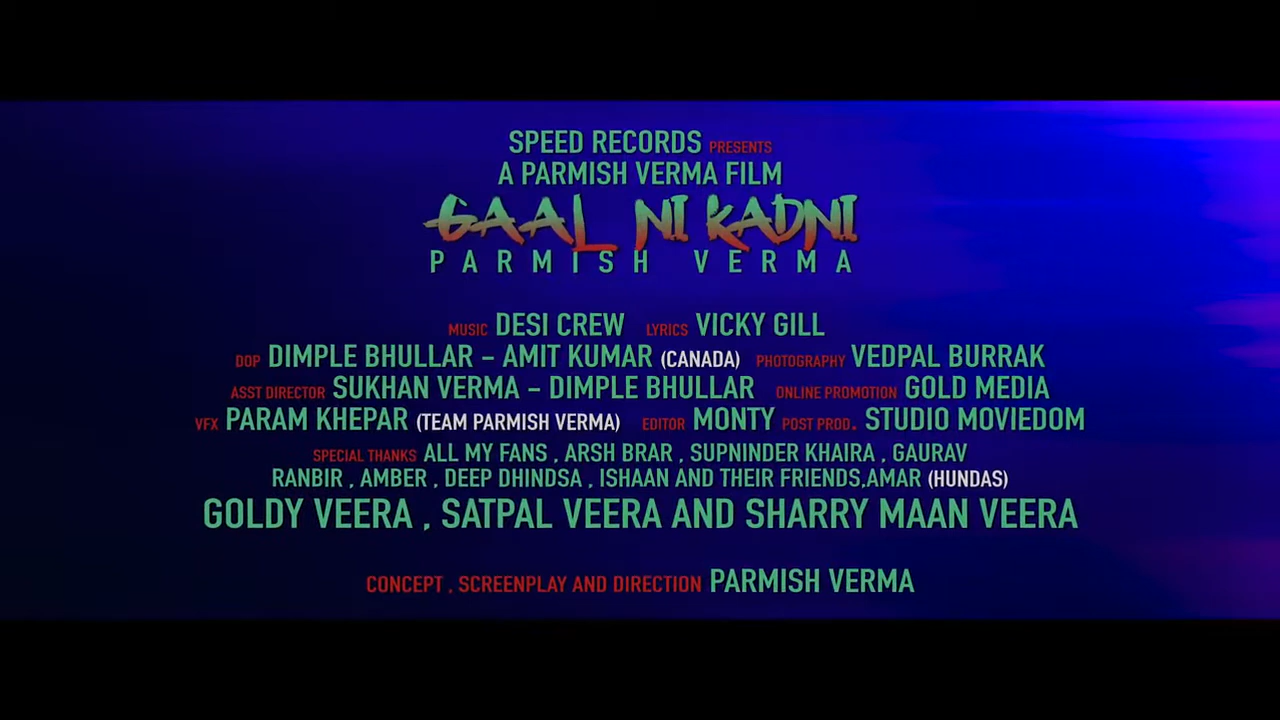 SPEED RECORDS PRESENTS
A PARMISH VERMA FILM
GAAL NI KADNI
PARMISH VERMA
MUSIC DESI CREW LYRICS VICKY GILL
DOP DIMPLE BHULLAR – AMIT KUMAR (CANADA) PHOTOGRAPHY VEDPAL BURRAK
ASST DIRECTOR SUKHAN VERMA – DIMPLE BHULLAR ONLINE PROMOTION GOLD MEDIA
VFX PARAM KHEPAR (TEAM PARMISH VERMA) EDITOR MONTY POST PROD. STUDIO MOVIEDOM
SPECIAL THANKS ALL MY FANS , ARSH BRAR , SUPNINDER KHAIRA , GAURAV
RANBIR , AMBER , DEEP DHINDSA , ISHAAN AND THEIR FRIENDS,AMAR (HUNDAS)
GOLDY VEERA , SATPAL VEERA AND SHARRY MAAN VEERA
CONCEPT , SCREENPLAY AND DIRECTION PARMISH VERMA